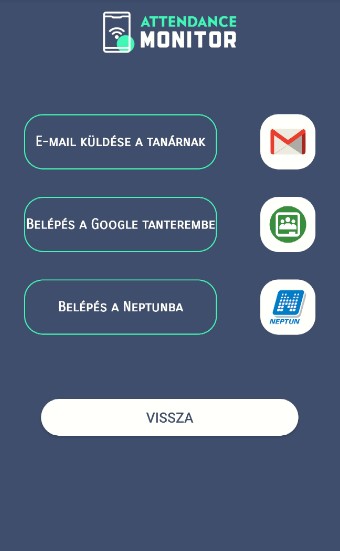 ATTENDANCE
MONITOR
E-MAIL KÜLDÉSE A TANÁRNAK
BELÉPÉS A GOOGLE TANTEREMBE
BELÉPÉS A NEPTUNBA
NEPTUN
VISSZA